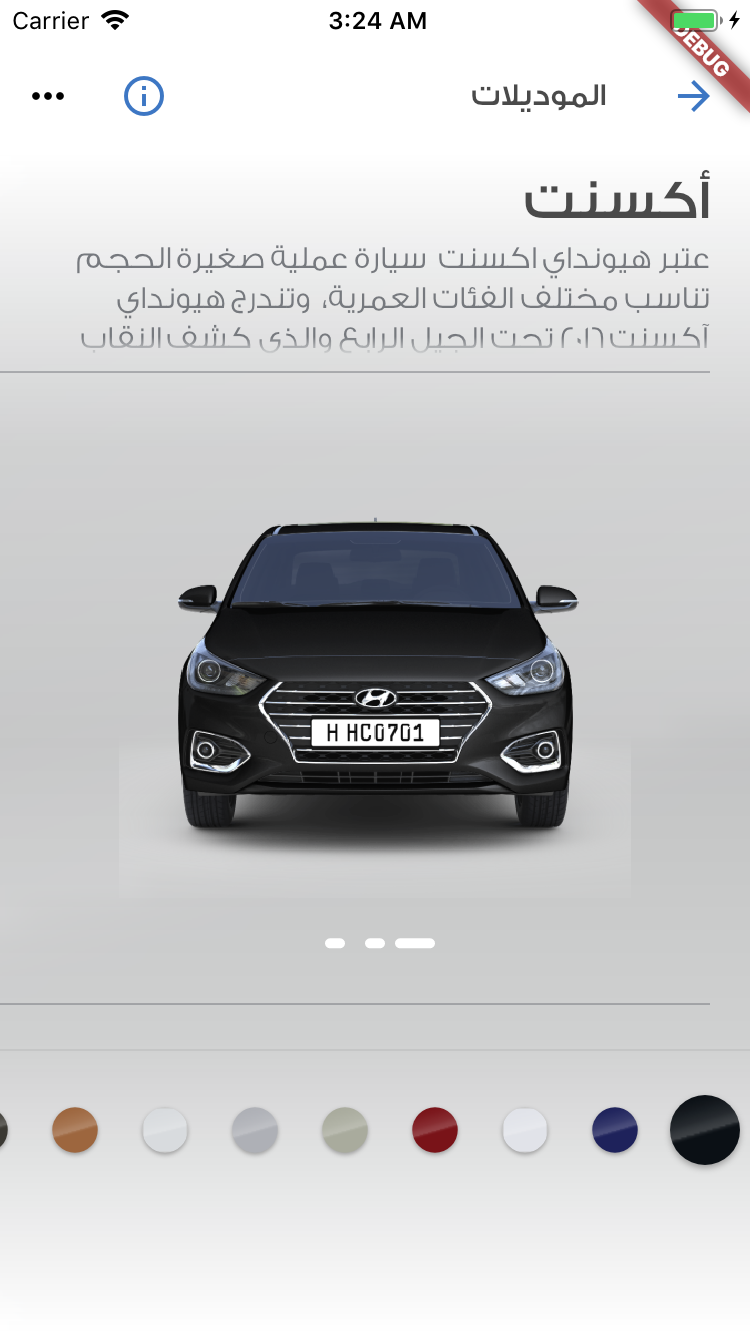 Carrier 3:24 AM
DEBUG
الموديلات
أكسنت
عتبر هيونداي اكسنت سيارة عملية صغيرة الحجم
تناسب مختلف الفئات العمرية، وتندرج هيونداي
آكسنت ٢٠١٦ تحت الجيل الرابع والذي كشف النقاب
H HC0701